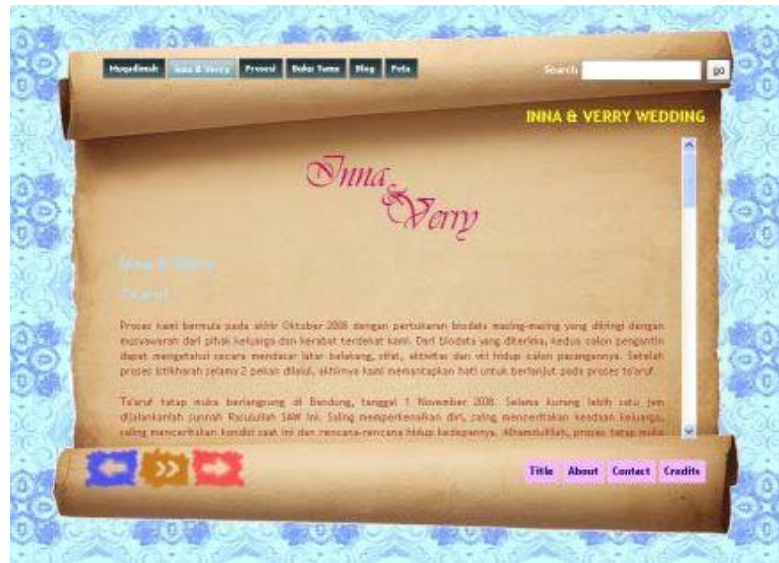 Muqadimah Inna & Verry Prosesi Buku Tamu Blog Peta Search go
INNA & VERRY WEDDING
Inna
&
Verry
Inna & Verry
Ta'aruf
Proses kami bermula pada akhir Oktober 2008 dengan pertukaran biodata masing-masing yang diiringi dengan
musyawarah dari pihak keluarga dan kerabat terdekat kami. Dari biodata yang diterima, kedua calon pengantin
dapat mengetahui secara mendasar latar belakang, sifat, aktivitas dan visi hidup calon pasangannya. Setelah
proses istikharah selama 2 pekan dilalui, akhirnya kami memantapkan hati untuk berlanjut pada proses ta'aruf.
Ta'aruf tatap muka berlangsung di Bandung, tanggal 1 November 2008. Selama kurang lebih satu jam
dijalankanlah sunnah Rasulullah SAW ini. Saling memperkenalkan diri, saling menceritakan keadaan keluarga,
saling menceritakan kondisi saat ini dan rencana-rencana hidup kedepannya. Alhamdulillah, proses tatap muka
Title About Contact Credits